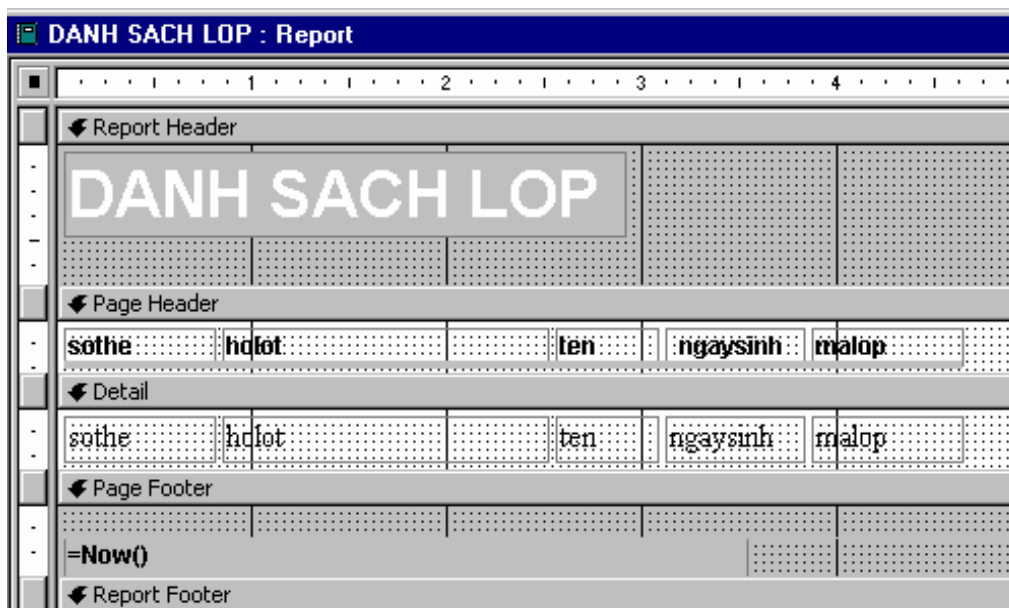 DANH SACH LOP : Report
1 2 3 4
Report Header
DANH SACH LOP
Page Header
sothe holot ten ngaysinh malop
Detail
sothe holot ten ngaysinh malop
Page Footer
=Now()
Report Footer